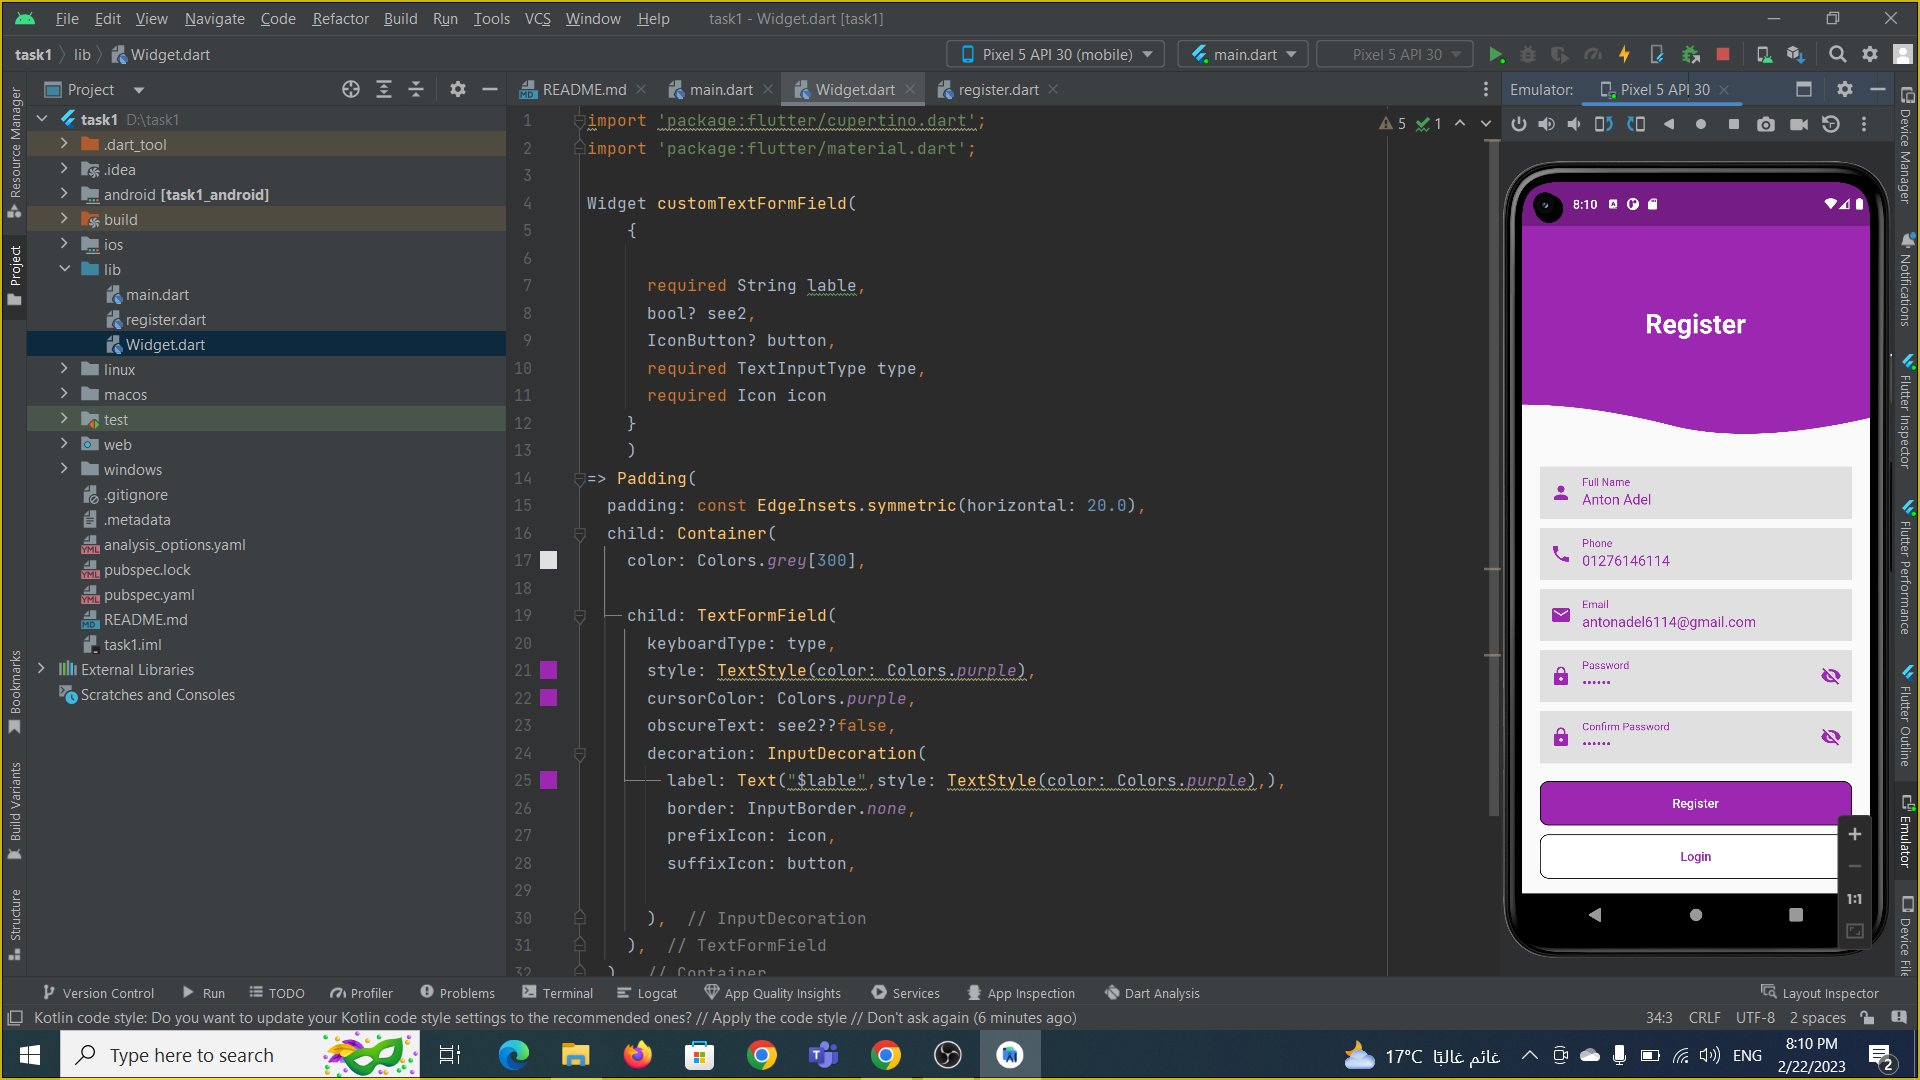 File Edit View Navigate Code Refactor Build Run Tools VCS Window Help task1 - Widget.dart [task1]
task1 lib Widget.dart
Pixel 5 API 30 (mobile) main.dart Pixel 5 API 30
Project
README.md main.dart Widget.dart register.dart
Emulator: Pixel 5 API 30
task1 D:\task1
.dart_tool
.idea
android [task1_android]
build
ios
lib
main.dart
register.dart
Widget.dart
linux
macos
test
web
windows
.gitignore
.metadata
analysis_options.yaml
pubspec.lock
pubspec.yaml
README.md
task1.iml
External Libraries
Scratches and Consoles
Resource Manager
Project
Bookmarks
Build Variants
Structure
5 1
1 import 'package:flutter/cupertino.dart';
2 import 'package:flutter/material.dart';
3
4 Widget customTextFormField(
5 {
6
7 required String lable,
8 bool? see2,
9 IconButton? button,
10 required TextInputType type,
11 required Icon icon
12 }
13 )
14 => Padding(
15 padding: const EdgeInsets.symmetric(horizontal: 20.0),
16 child: Container(
17 color: Colors.grey[300],
18
19 child: TextFormField(
20 keyboardType: type,
21 style: TextStyle(color: Colors.purple),
22 cursorColor: Colors.purple,
23 obscureText: see2??false,
24 decoration: InputDecoration(
25 label: Text("$lable",style: TextStyle(color: Colors.purple),),
26 border: InputBorder.none,
27 prefixIcon: icon,
28 suffixIcon: button,
29
30 ), // InputDecoration
31 ), // TextFormField
32 ) // Container
8:10
Register
Full Name
Anton Adel
Phone
01276146114
Email
antonadel6114@gmail.com
Password
••••••
Confirm Password
••••••
Register
Login
1:1
Device Manager
Notifications
Flutter Inspector
Flutter Performance
Flutter Outline
Emulator
Device File
Version Control Run TODO Profiler Problems Terminal Logcat App Quality Insights Services App Inspection Dart Analysis Layout Inspector
Kotlin code style: Do you want to update your Kotlin code style settings to the recommended ones? // Apply the code style // Don't ask again (6 minutes ago)
34:3 CRLF UTF-8 2 spaces
Type here to search
17°C غائم غالبًا
ENG
8:10 PM
2/22/2023
2